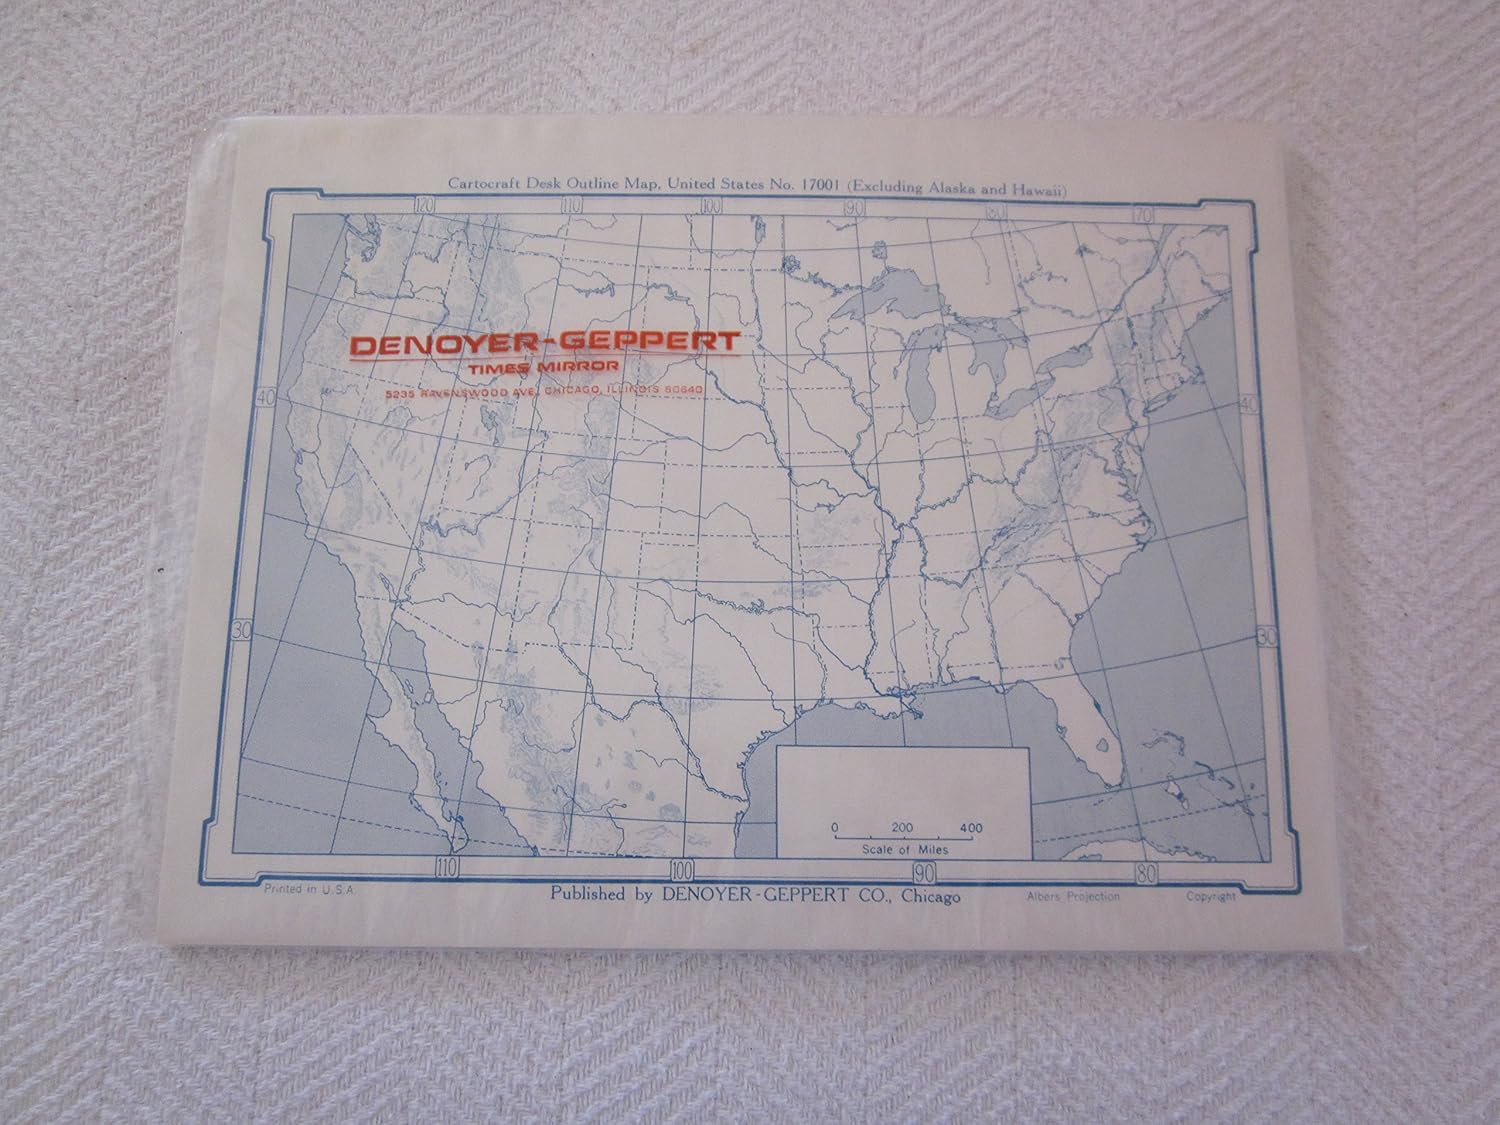 Cartocraft Desk Outline Map, United States No. 17001 (Excluding Alaska and Hawaii)
120 110 100 90 80 70
DENOYER-GEPPERT
TIMES MIRROR
5235 RAVENSWOOD AVE., CHICAGO, ILLINOIS 60640
40 40
30 30
0 200 400
Scale of Miles
110 100 90 80
Printed in U.S.A. Published by DENOYER-GEPPERT CO., Chicago Albers Projection Copyright